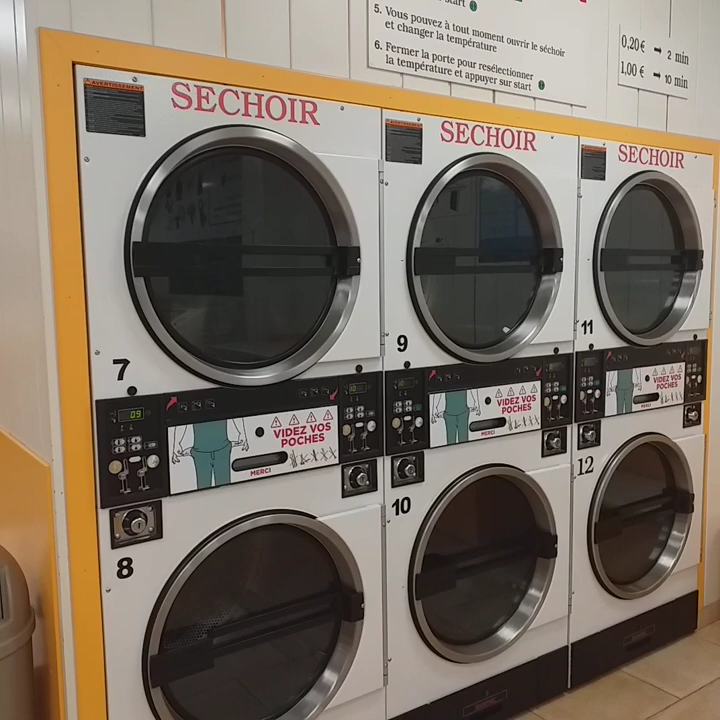 start
5. Vous pouvez à tout moment ouvrir le séchoir
et changer la température
6. Fermer la porte pour resélectionner
la température et appuyer sur start
0,20 € ➞ 2 min
1,00 € ➞ 10 min
AVERTISSEMENT
SECHOIR
SECHOIR
SECHOIR
7
9
11
09
VIDEZ VOS
POCHES
MERCI
VIDEZ VOS
POCHES
MERCI
VIDEZ VOS
POCHES
MERCI
8
10
12